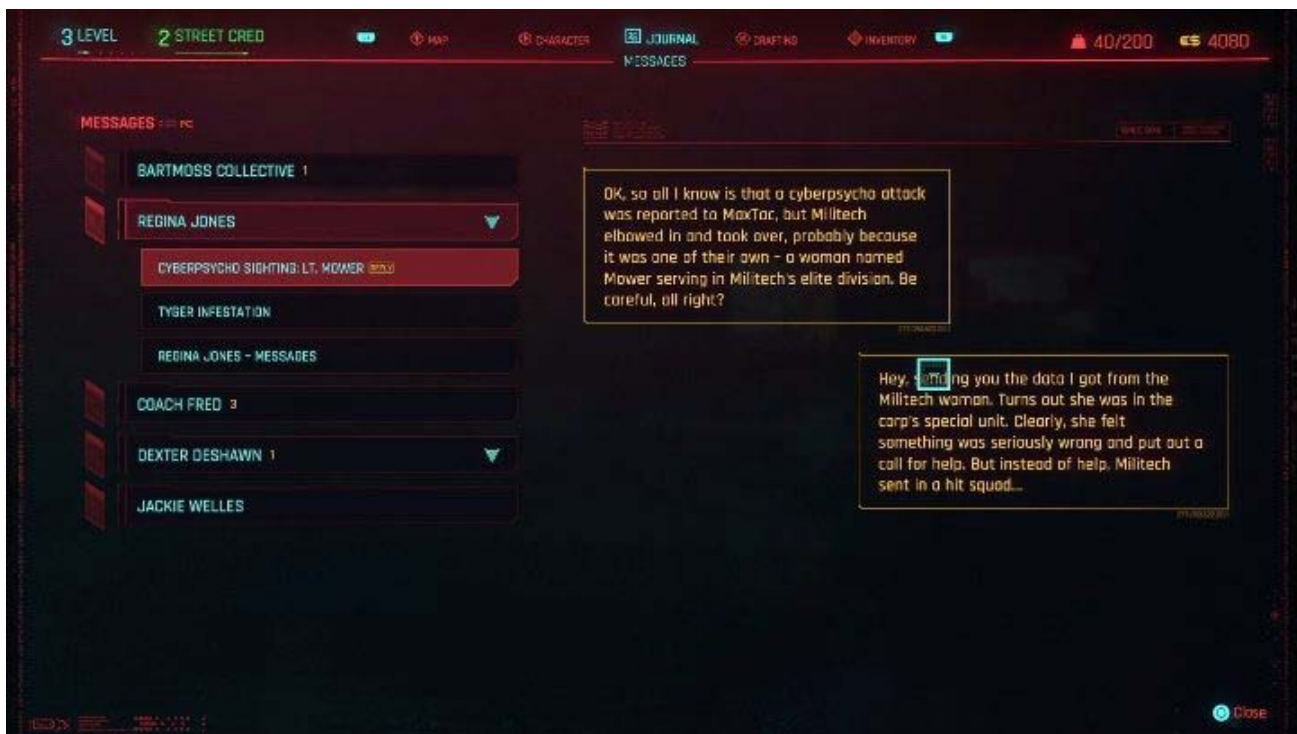 3 LEVEL
2 STREET CRED
MAP
CHARACTER
JOURNAL
CRAFTING
INVENTORY
40/200
4080
MESSAGES
MESSAGES
BARTMOSS COLLECTIVE 1
REGINA JONES
CYBERPSYCHO SIGHTING: LT. MOWER REPLY
TYGER INFESTATION
REGINA JONES – MESSAGES
COACH FRED 3
DEXTER DESHAWN 1
JACKIE WELLES
OK, so all I know is that a cyberpsycho attack
was reported to MaxTac, but Militech
elbowed in and took over, probably because
it was one of their own – a woman named
Mower serving in Militech's elite division. Be
careful, all right?
Hey, sending you the data I got from the
Militech woman. Turns out she was in the
corp's special unit. Clearly, she felt
something was seriously wrong and put out a
call for help. But instead of help, Militech
sent in a hit squad...
Close